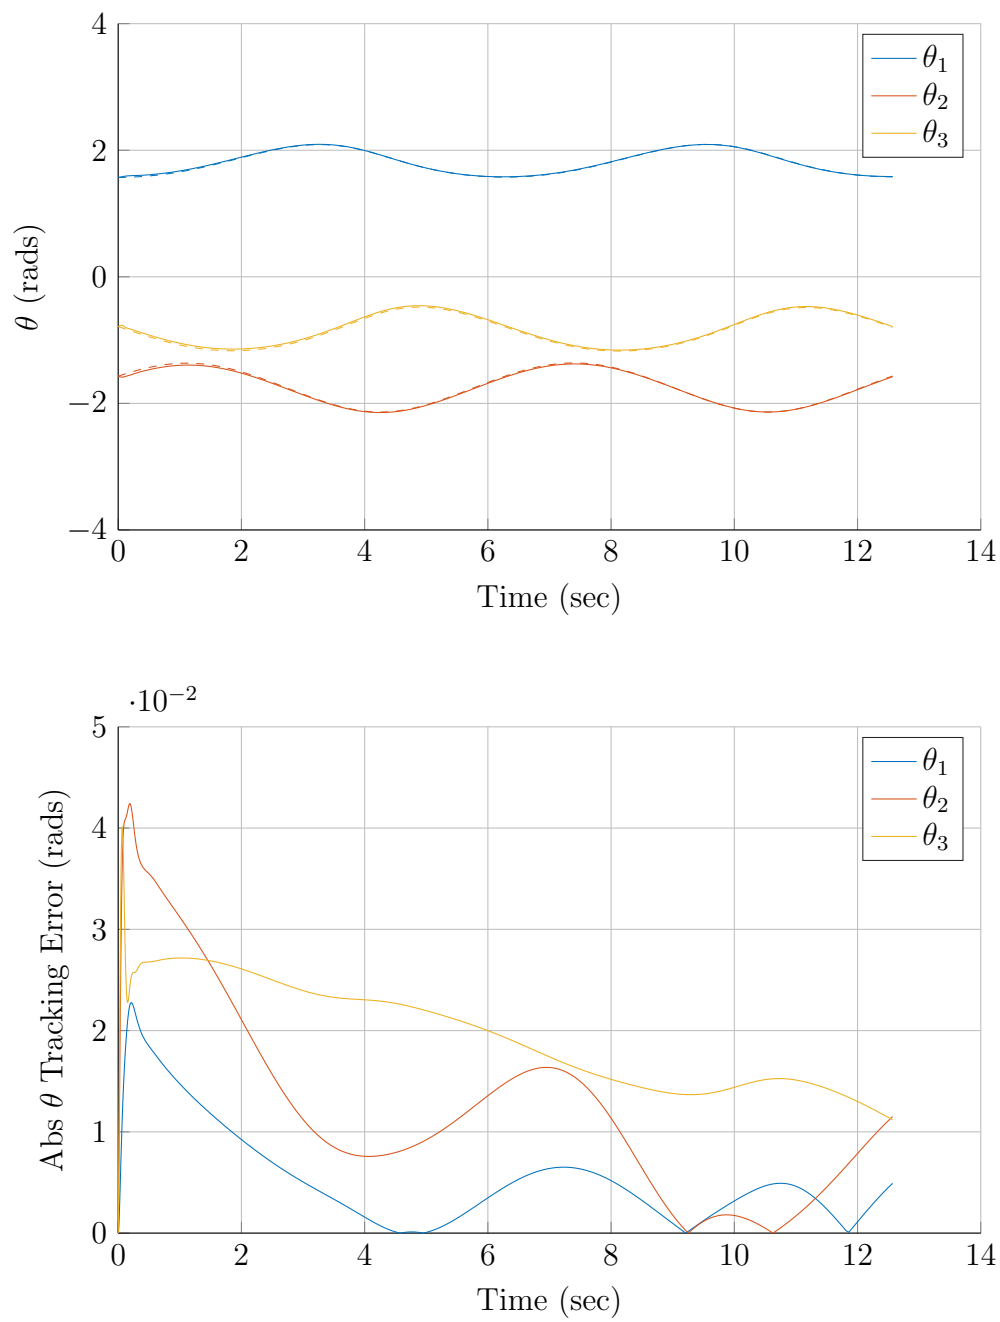 4
2
0
−2
−4
θ (rads)
θ₁
θ₂
θ₃
0 2 4 6 8 10 12 14
Time (sec)
·10⁻²
5
4
3
2
1
0
Abs θ Tracking Error (rads)
θ₁
θ₂
θ₃
0 2 4 6 8 10 12 14
Time (sec)